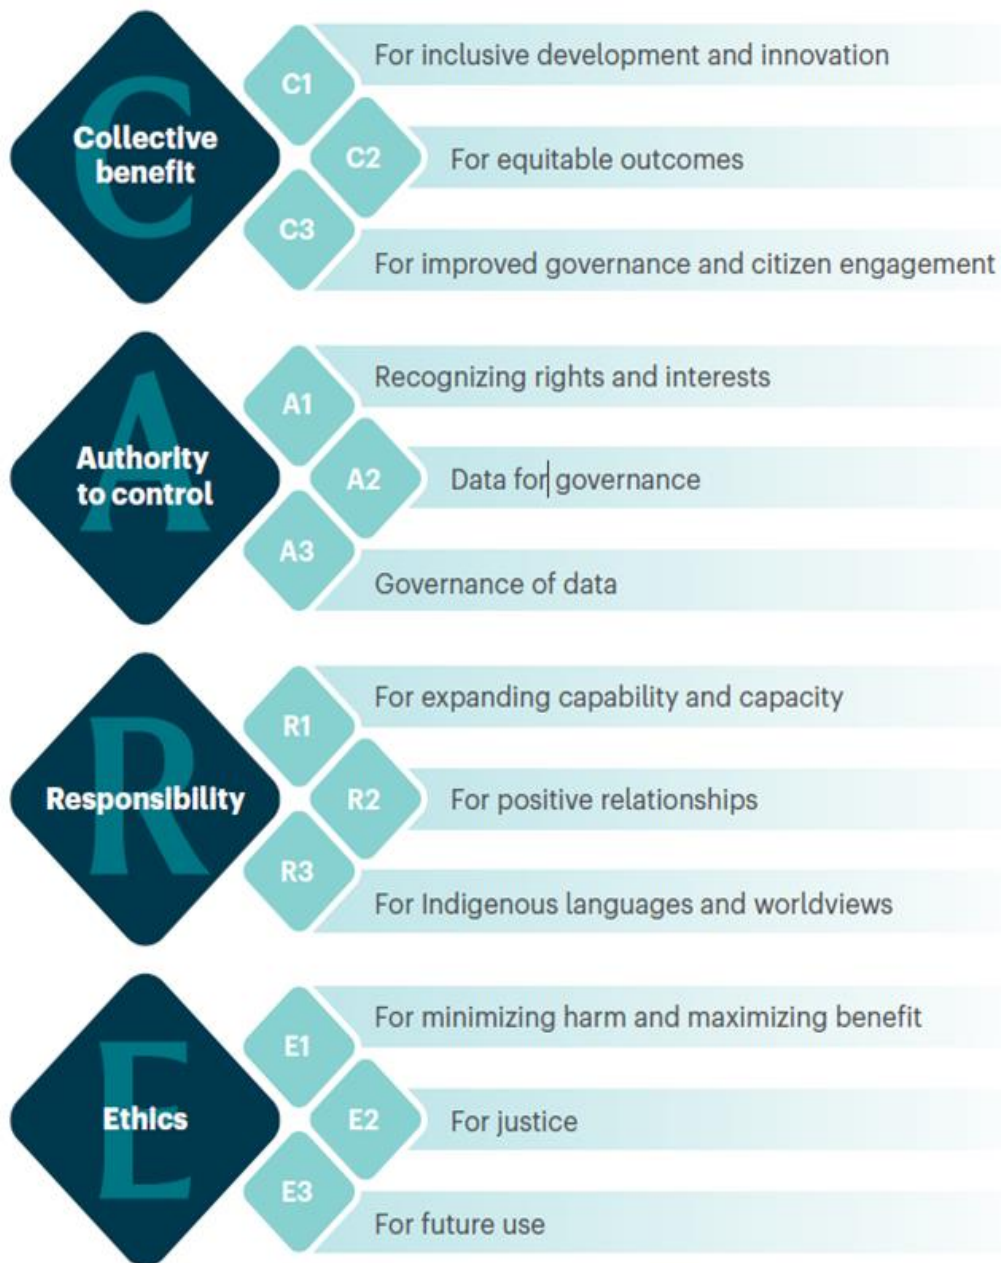 C
Collective
benefit
C1
For inclusive development and innovation
C2
For equitable outcomes
C3
For improved governance and citizen engagement
A
Authority
to control
A1
Recognizing rights and interests
A2
Data for governance
A3
Governance of data
R
Responsibility
R1
For expanding capability and capacity
R2
For positive relationships
R3
For Indigenous languages and worldviews
E
Ethics
E1
For minimizing harm and maximizing benefit
E2
For justice
E3
For future use